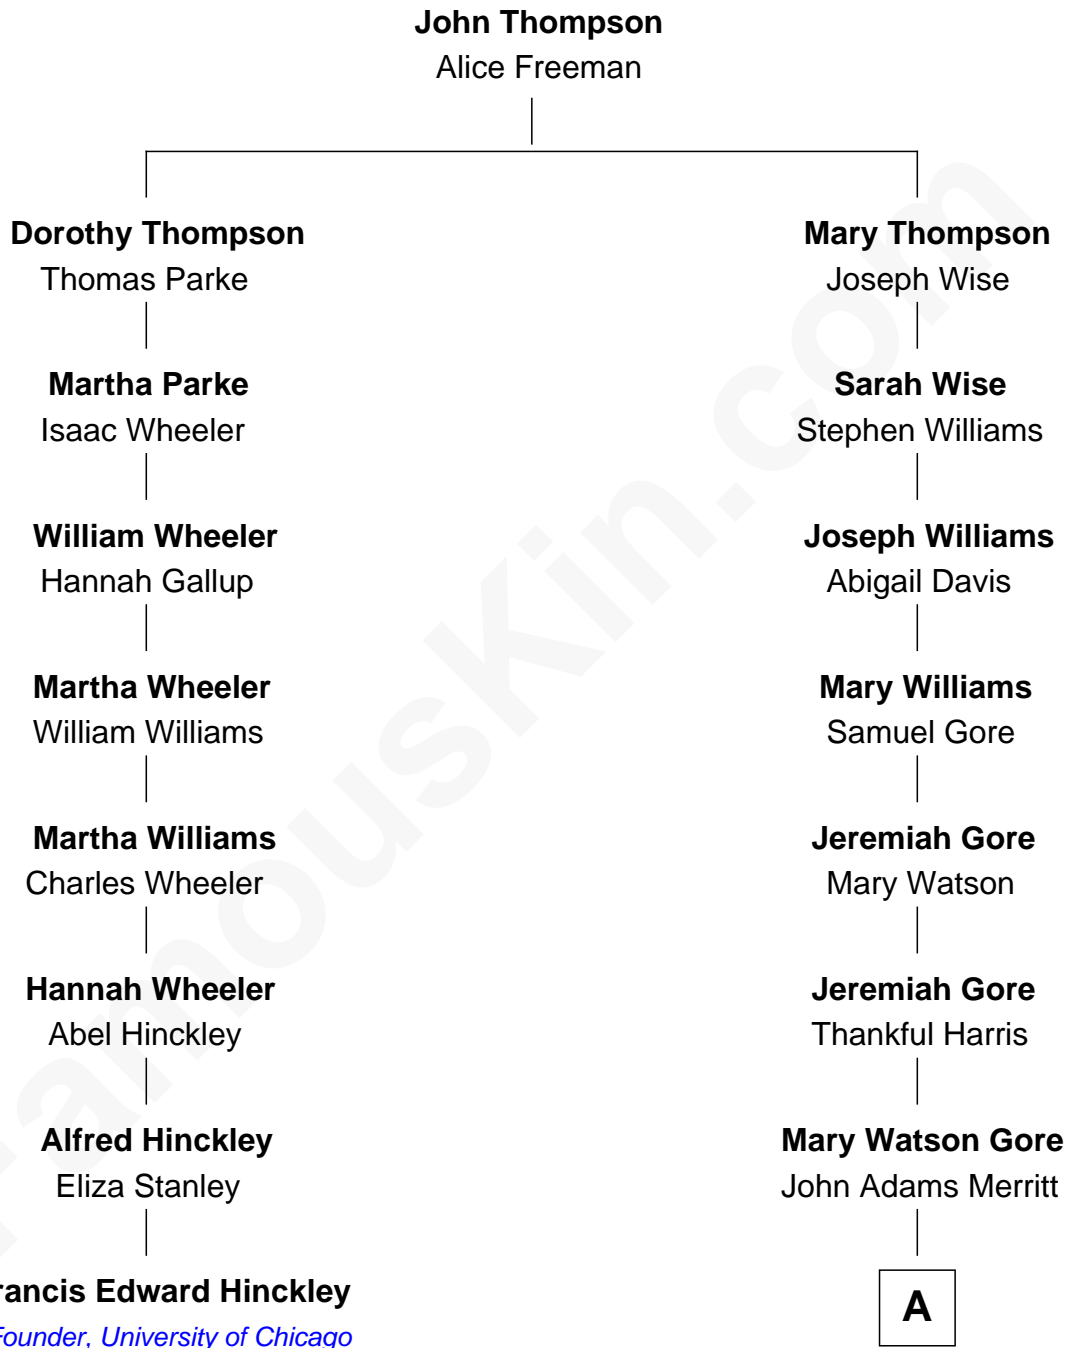 John Thompson
Alice Freeman
Dorothy Thompson
Thomas Parke
Mary Thompson
Joseph Wise
Martha Parke
Isaac Wheeler
Sarah Wise
Stephen Williams
William Wheeler
Hannah Gallup
Joseph Williams
Abigail Davis
Martha Wheeler
William Williams
Mary Williams
Samuel Gore
Martha Williams
Charles Wheeler
Jeremiah Gore
Mary Watson
Hannah Wheeler
Abel Hinckley
Jeremiah Gore
Thankful Harris
Alfred Hinckley
Eliza Stanley
Mary Watson Gore
John Adams Merritt
rancis Edward Hinckley
Founder, University of Chicago
A
FamousKin.com